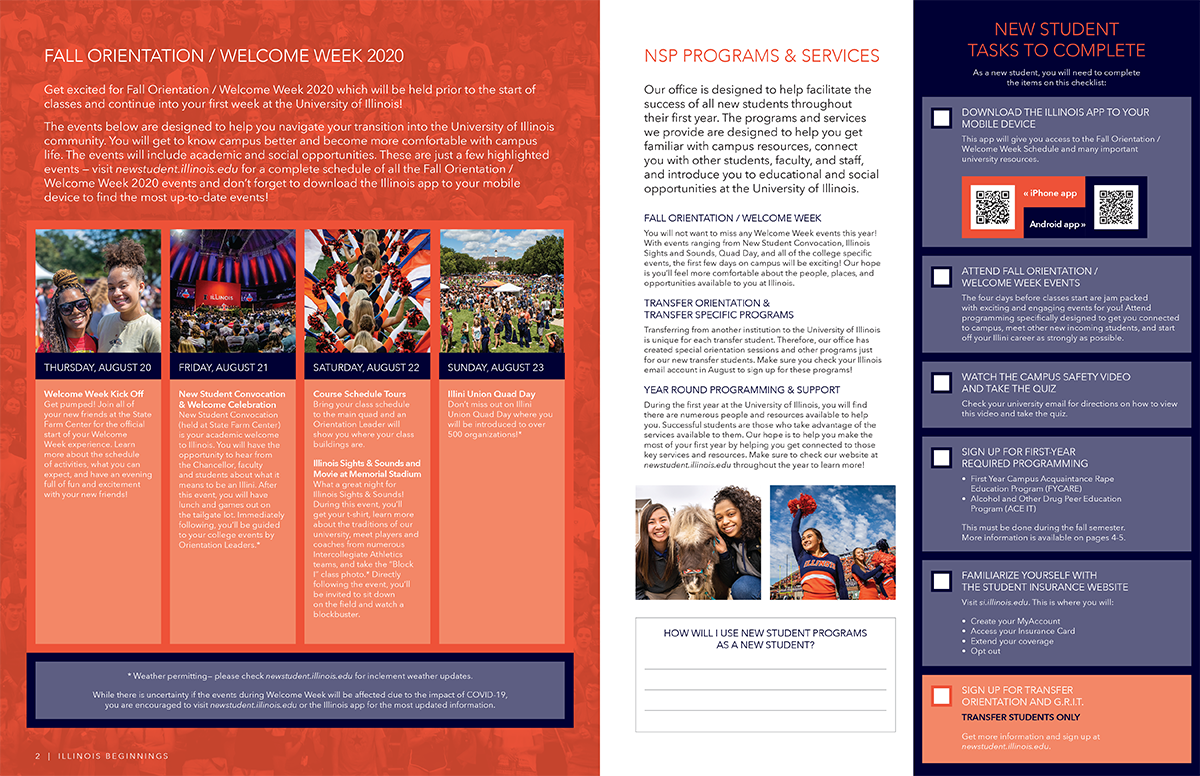 FALL ORIENTATION / WELCOME WEEK 2020
Get excited for Fall Orientation / Welcome Week 2020 which will be held prior to the start of
classes and continue into your first week at the University of Illinois!
The events below are designed to help you navigate your transition into the University of Illinois
community. You will get to know campus better and become more comfortable with campus
life. The events will include academic and social opportunities. These are just a few highlighted
events – visit newstudent.illinois.edu for a complete schedule of all the Fall Orientation /
Welcome Week 2020 events and don't forget to download the Illinois app to your mobile
device to find the most up-to-date events!
ILLINOIS
THURSDAY, AUGUST 20
Welcome Week Kick Off
Get pumped! Join all of
your new friends at the State
Farm Center for the official
start of your Welcome
Week experience. Learn
more about the schedule
of activities, what you can
expect, and have an evening
full of fun and excitement
with your new friends!
FRIDAY, AUGUST 21
New Student Convocation
& Welcome Celebration
New Student Convocation
(held at State Farm Center)
is your academic welcome
to Illinois. You will have the
opportunity to hear from
the Chancellor, faculty
and students about what it
means to be an Illini. After
this event, you will have
lunch and games out on
the tailgate lot. Immediately
following, you'll be guided
to your college events by
Orientation Leaders.*
SATURDAY, AUGUST 22
Course Schedule Tours
Bring your class schedule
to the main quad and an
Orientation Leader will
show you where your class
buildings are.
Illinois Sights & Sounds and
Movie at Memorial Stadium
What a great night for
Illinois Sights & Sounds!
During this event, you'll
get your t-shirt, learn more
about the traditions of our
university, meet players and
coaches from numerous
Intercollegiate Athletics
teams, and take the "Block
I" class photo.* Directly
following the event, you'll
be invited to sit down
on the field and watch a
blockbuster.
SUNDAY, AUGUST 23
Illini Union Quad Day
Don't miss out on Illini
Union Quad Day where you
will be introduced to over
500 organizations!*
* Weather permitting– please check newstudent.illinois.edu for inclement weather updates.
While there is uncertainty if the events during Welcome Week will be affected due to the impact of COVID-19,
you are encouraged to visit newstudent.illinois.edu or the Illinois app for the most updated information.
2 | ILLINOIS BEGINNINGS
NSP PROGRAMS & SERVICES
Our office is designed to help facilitate the
success of all new students throughout
their first year. The programs and services
we provide are designed to help you get
familiar with campus resources, connect
you with other students, faculty, and staff,
and introduce you to educational and social
opportunities at the University of Illinois.
FALL ORIENTATION / WELCOME WEEK
You will not want to miss any Welcome Week events this year!
With events ranging from New Student Convocation, Illinois
Sights and Sounds, Quad Day, and all of the college specific
events, the first few days on campus will be exciting! Our hope
is you'll feel more comfortable about the people, places, and
opportunities available to you at Illinois.
TRANSFER ORIENTATION &
TRANSFER SPECIFIC PROGRAMS
Transferring from another institution to the University of Illinois
is unique for each transfer student. Therefore, our office has
created special orientation sessions and other programs just
for our new transfer students. Make sure you check your Illinois
email account in August to sign up for these programs!
YEAR ROUND PROGRAMMING & SUPPORT
During the first year at the University of Illinois, you will find
there are numerous people and resources available to help
you. Successful students are those who take advantage of the
services available to them. Our hope is to help you make the
most of your first year by helping you get connected to those
key services and resources. Make sure to check our website at
newstudent.illinois.edu throughout the year to learn more!
ILLINOIS
HOW WILL I USE NEW STUDENT PROGRAMS
AS A NEW STUDENT?
NEW STUDENT
TASKS TO COMPLETE
As a new student, you will need to complete
the items on this checklist:
DOWNLOAD THE ILLINOIS APP TO YOUR
MOBILE DEVICE
This app will give you access to the Fall Orientation /
Welcome Week Schedule and many important
university resources.
« iPhone app
Android app »
ATTEND FALL ORIENTATION /
WELCOME WEEK EVENTS
The four days before classes start are jam packed
with exciting and engaging events for you! Attend
programming specifically designed to get you connected
to campus, meet other new incoming students, and start
off your Illini career as strongly as possible.
WATCH THE CAMPUS SAFETY VIDEO
AND TAKE THE QUIZ
Check your university email for directions on how to view
this video and take the quiz.
SIGN UP FOR FIRST-YEAR
REQUIRED PROGRAMMING
▪ First Year Campus Acquaintance Rape
Education Program (FYCARE)
▪ Alcohol and Other Drug Peer Education
Program (ACE IT)
This must be done during the fall semester.
More information is available on pages 4-5.
FAMILIARIZE YOURSELF WITH
THE STUDENT INSURANCE WEBSITE
Visit si.illinois.edu. This is where you will:
▪ Create your MyAccount
▪ Access your Insurance Card
▪ Extend your coverage
▪ Opt out
SIGN UP FOR TRANSFER
ORIENTATION AND G.R.I.T.
TRANSFER STUDENTS ONLY
Get more information and sign up at
newstudent.illinois.edu.